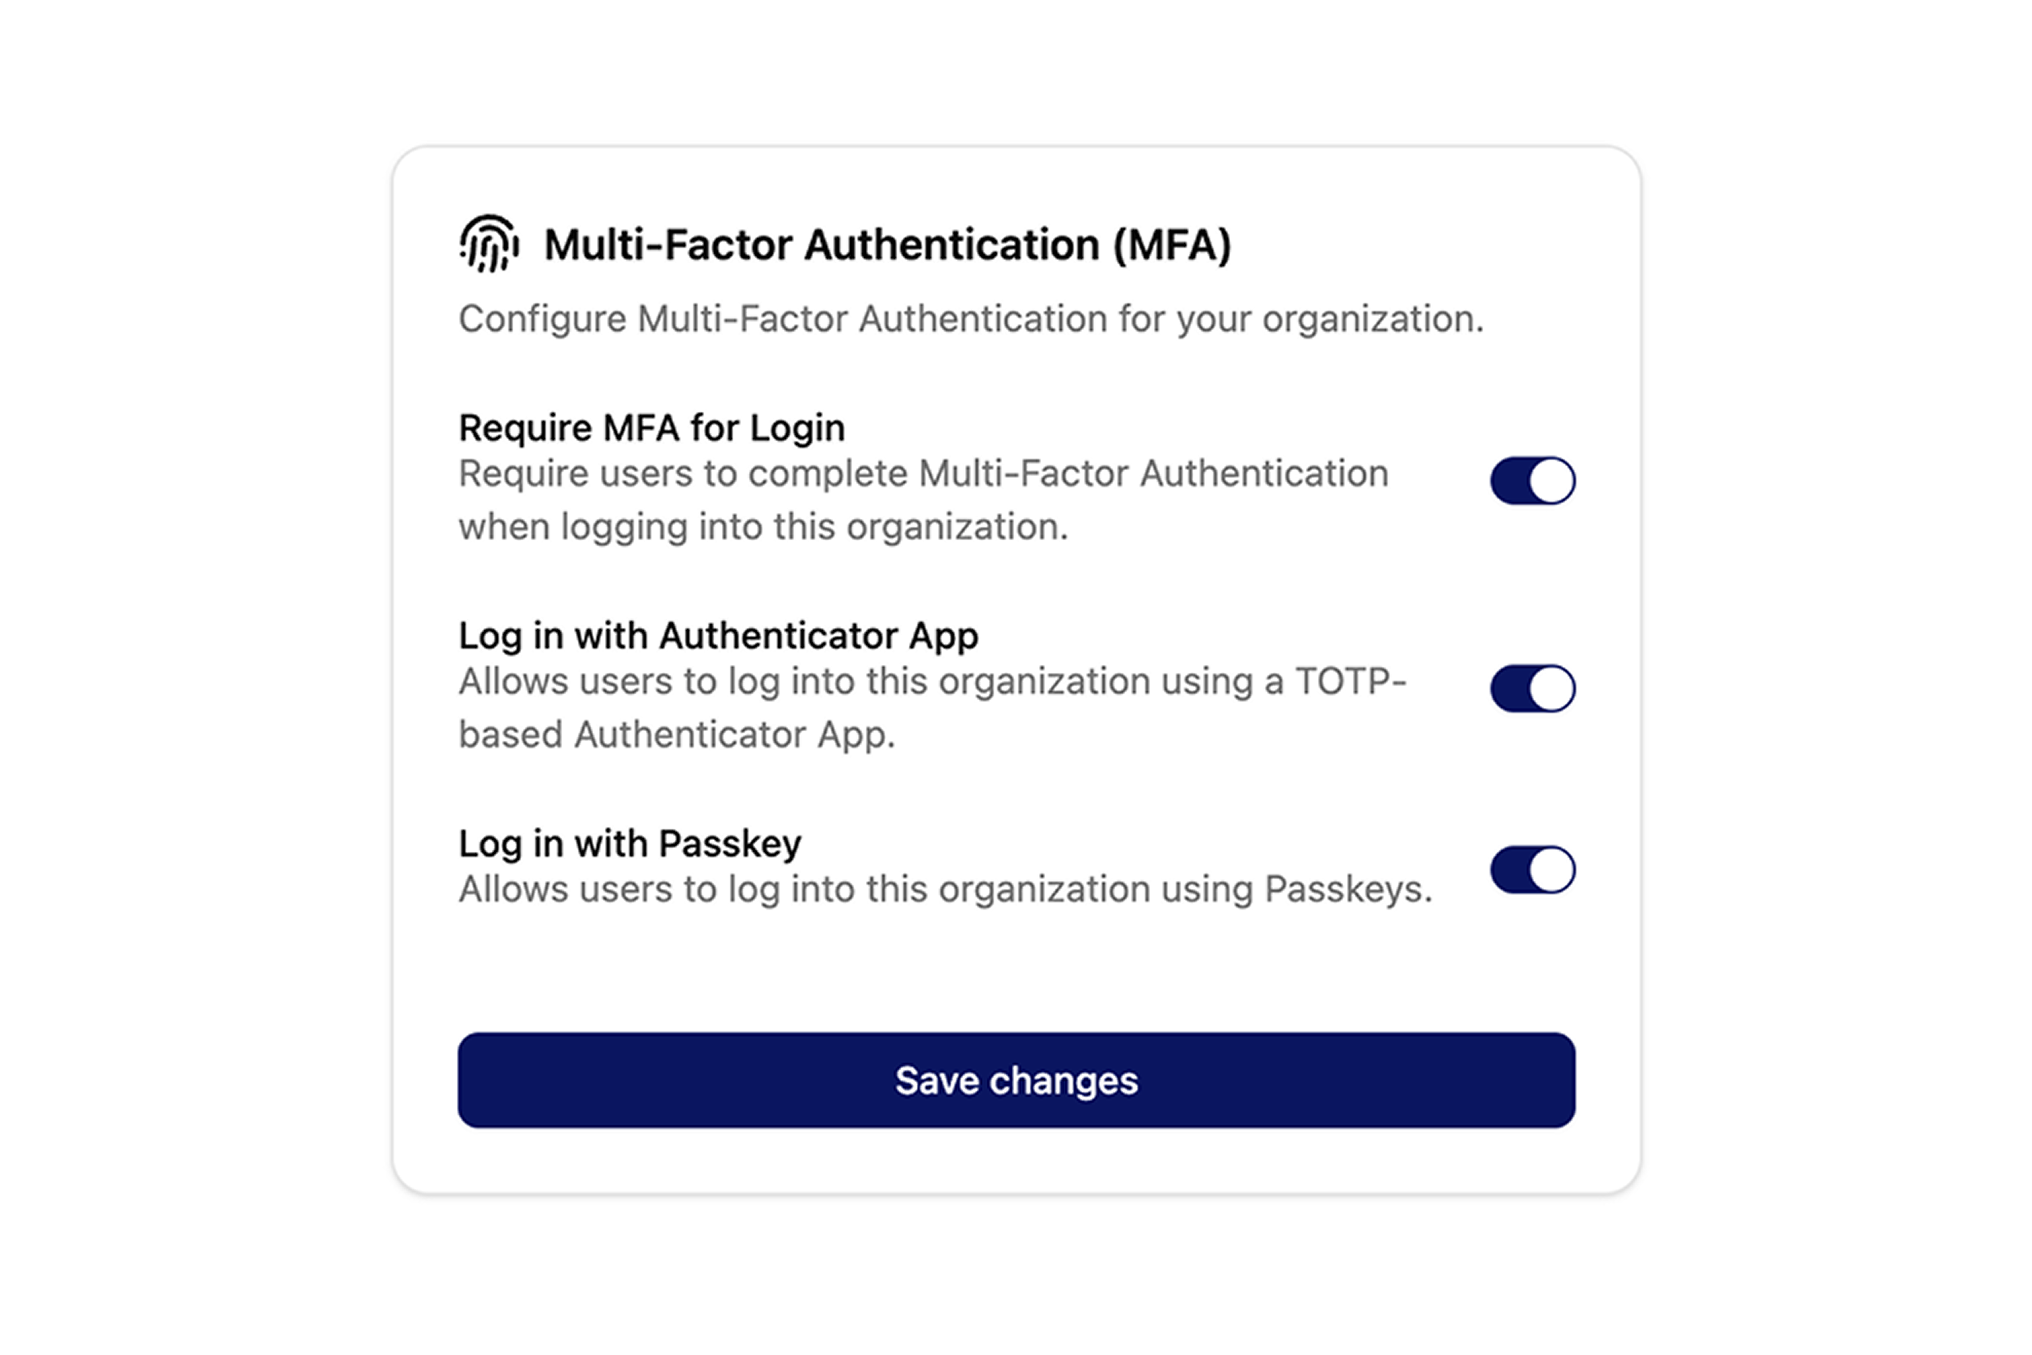 Multi-Factor Authentication (MFA)
Configure Multi-Factor Authentication for your organization.
Require MFA for Login
Require users to complete Multi-Factor Authentication
when logging into this organization.
Log in with Authenticator App
Allows users to log into this organization using a TOTP-
based Authenticator App.
Log in with Passkey
Allows users to log into this organization using Passkeys.
Save changes